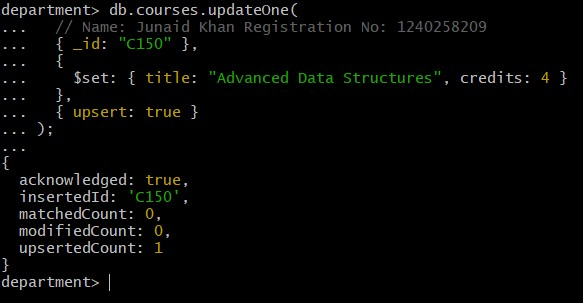 department> db.courses.updateOne(
...   // Name: Junaid Khan Registration No: 1240258209
...   { _id: "C150" },
...   {
...     $set: { title: "Advanced Data Structures", credits: 4 }
...   },
...   { upsert: true }
... );
...
{
  acknowledged: true,
  insertedId: 'C150',
  matchedCount: 0,
  modifiedCount: 0,
  upsertedCount: 1
}
department>